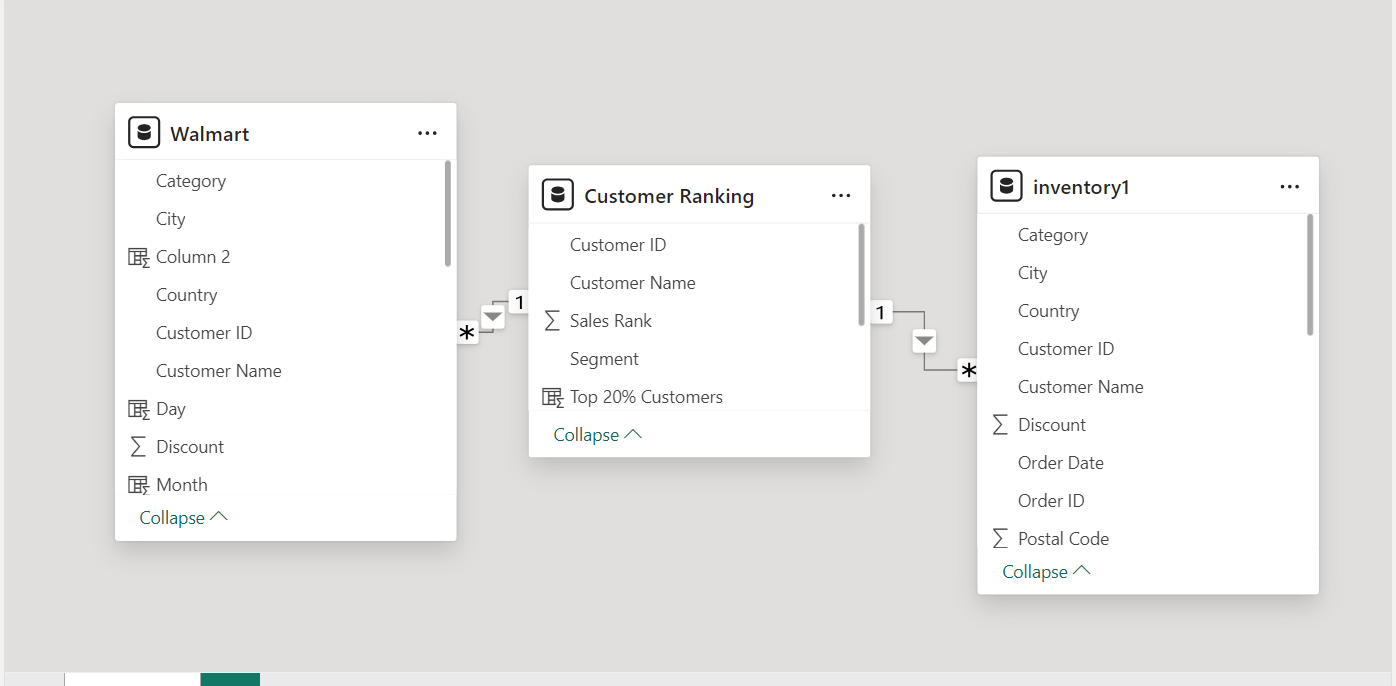 Walmart
Category
City
Column 2
Country
Customer ID
Customer Name
Day
Discount
Month
Collapse
* 1
Customer Ranking
Customer ID
Customer Name
Sales Rank
Segment
Top 20% Customers
Collapse
1 *
inventory1
Category
City
Country
Customer ID
Customer Name
Discount
Order Date
Order ID
Postal Code
Collapse